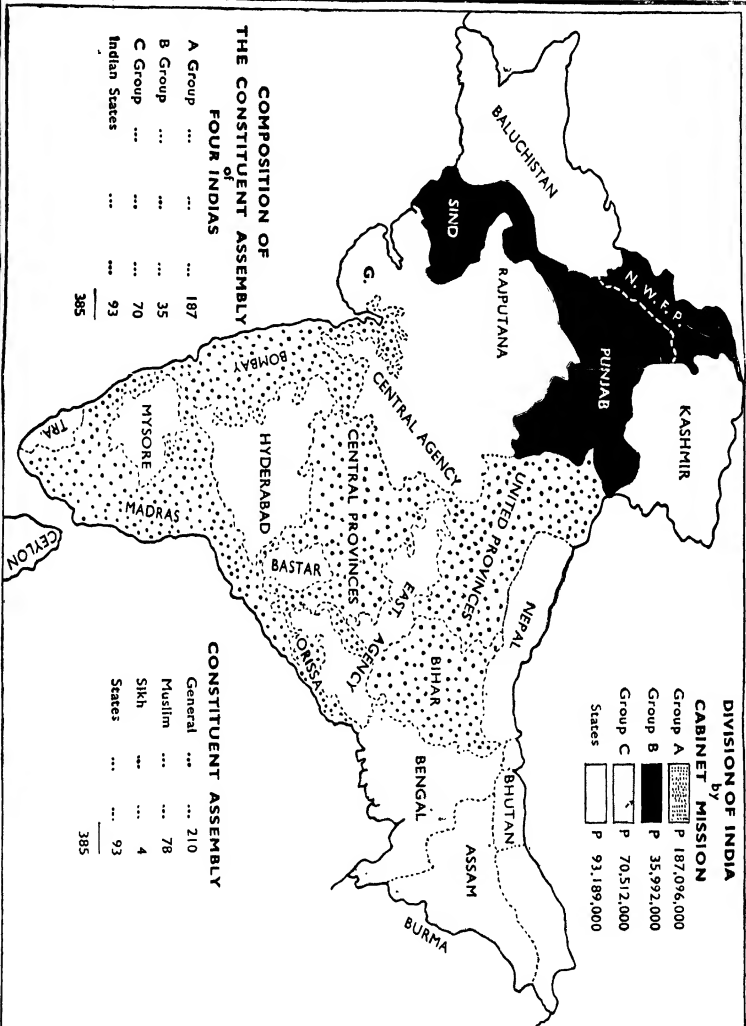 DIVISION OF INDIA
by
CABINET MISSION
Group A P 187,096,000
Group B P 35,992,000
Group C P 70,512,000
States P 93,189,000
COMPOSITION OF
THE CONSTITUENT ASSEMBLY
of
FOUR INDIAS
A Group ... ... 187
B Group ... ... 35
C Group ... ... 70
Indian States ... ... 93
385
CONSTITUENT ASSEMBLY
General ... ... 210
Muslim ... ... 78
Sikh ... ... 4
States ... ... 93
385
KASHMIR
N. W. F. P.
PUNJAB
BALUCHISTAN
SIND
RAJPUTANA
G.
CENTRAL AGENCY
UNITED PROVINCES
NEPAL
BHUTAN
ASSAM
BURMA
BENGAL
BIHAR
EAST. AGENCY
CENTRAL PROVINCES
ORISSA
BASTAR
HYDERABAD
BOMBAY
MYSORE
MADRAS
TRA.
CEYLON